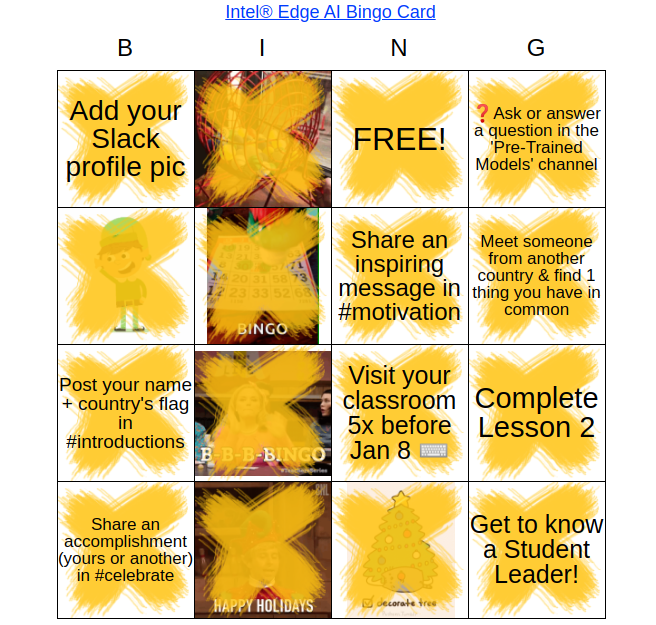 Intel® Edge AI Bingo Card
B I N G
Add your
Slack
profile pic
FREE!
❓Ask or answer
a question in the
'Pre-Trained
Models' channel
BINGO
Share an
inspiring
message in
#motivation
Meet someone
from another
country & find 1
thing you have in
common
Post your name
+ country's flag
in
#introductions
B-B-B-BINGO
Visit your
classroom
5x before
Jan 8 ⌨️
Complete
Lesson 2
Share an
accomplishment
(yours or another)
in #celebrate
HAPPY HOLIDAYS
decorate tree
Get to know
a Student
Leader!